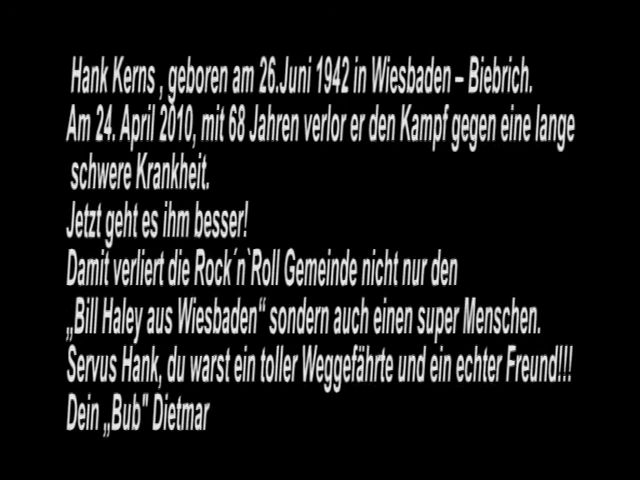 Hank Kerns , geboren am 26.Juni 1942 in Wiesbaden – Biebrich.
Am 24. April 2010, mit 68 Jahren verlor er den Kampf gegen eine lange
schwere Krankheit.
Jetzt geht es ihm besser!
Damit verliert die Rock´n`Roll Gemeinde nicht nur den
„Bill Haley aus Wiesbaden“ sondern auch einen super Menschen.
Servus Hank, du warst ein toller Weggefährte und ein echter Freund!!!
Dein „Bub" Dietmar